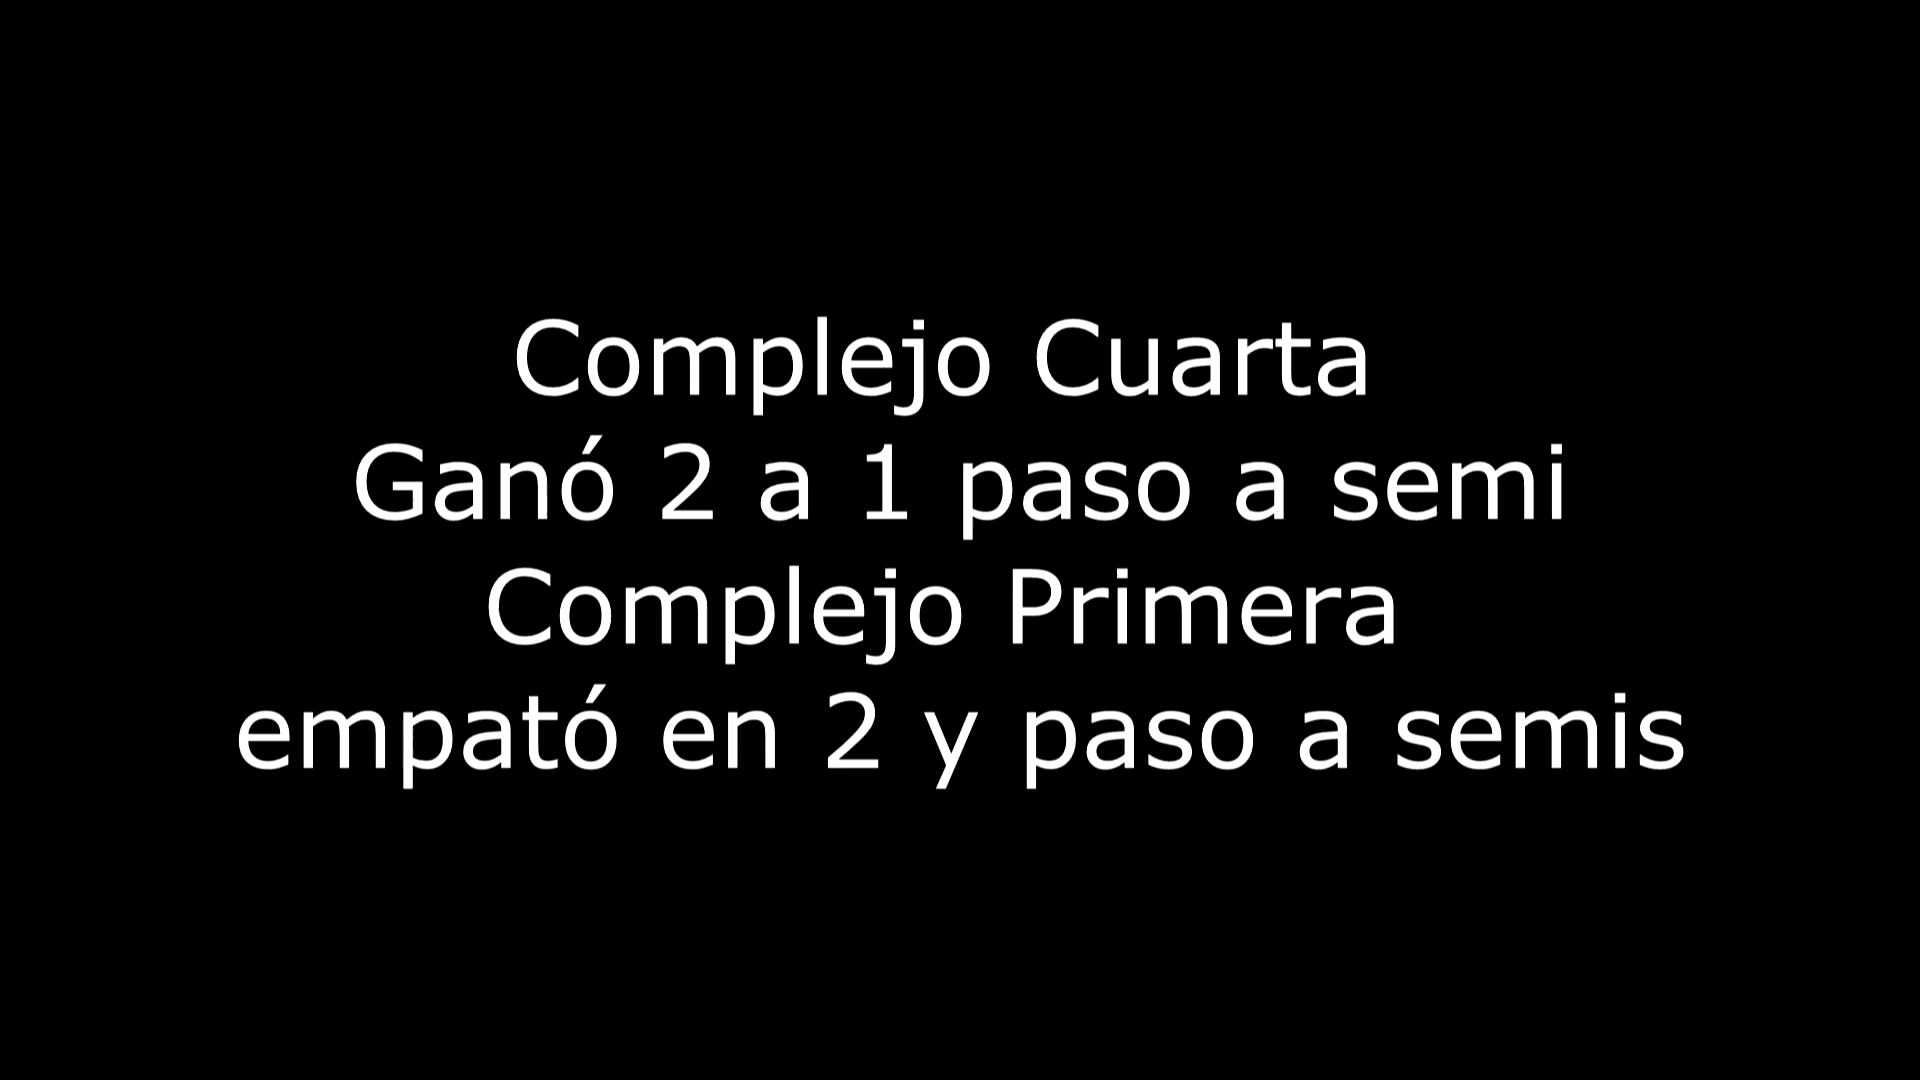 Complejo Cuarta
Ganó 2 a 1 paso a semi
Complejo Primera
empató en 2 y paso a semis